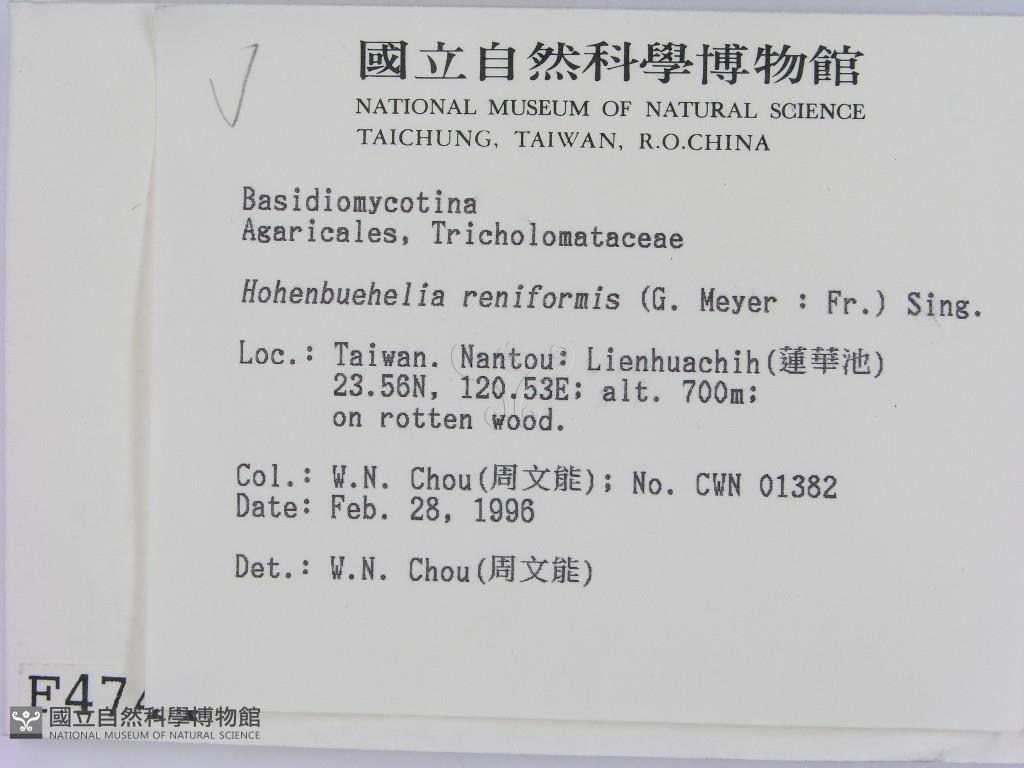 國立自然科學博物館
NATIONAL MUSEUM OF NATURAL SCIENCE
TAICHUNG, TAIWAN, R.O.CHINA
Basidiomycotina
Agaricales, Tricholomataceae
Hohenbuehelia reniformis (G. Meyer : Fr.) Sing.
Loc.: Taiwan. Nantou: Lienhuachih(蓮華池)
23.56N, 120.53E; alt. 700m;
on rotten wood.
Col.: W.N. Chou(周文能); No. CWN 01382
Date: Feb. 28, 1996
Det.: W.N. Chou(周文能)
國立自然科學博物館
NATIONAL MUSEUM OF NATURAL SCIENCE